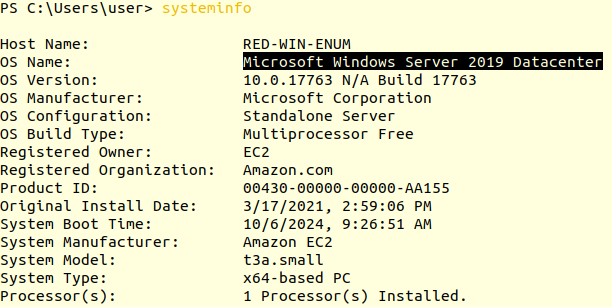 PS C:\Users\user> systeminfo
Host Name: RED-WIN-ENUM
OS Name: Microsoft Windows Server 2019 Datacenter
OS Version: 10.0.17763 N/A Build 17763
OS Manufacturer: Microsoft Corporation
OS Configuration: Standalone Server
OS Build Type: Multiprocessor Free
Registered Owner: EC2
Registered Organization: Amazon.com
Product ID: 00430-00000-00000-AA155
Original Install Date: 3/17/2021, 2:59:06 PM
System Boot Time: 10/6/2024, 9:26:51 AM
System Manufacturer: Amazon EC2
System Model: t3a.small
System Type: x64-based PC
Processor(s): 1 Processor(s) Installed.